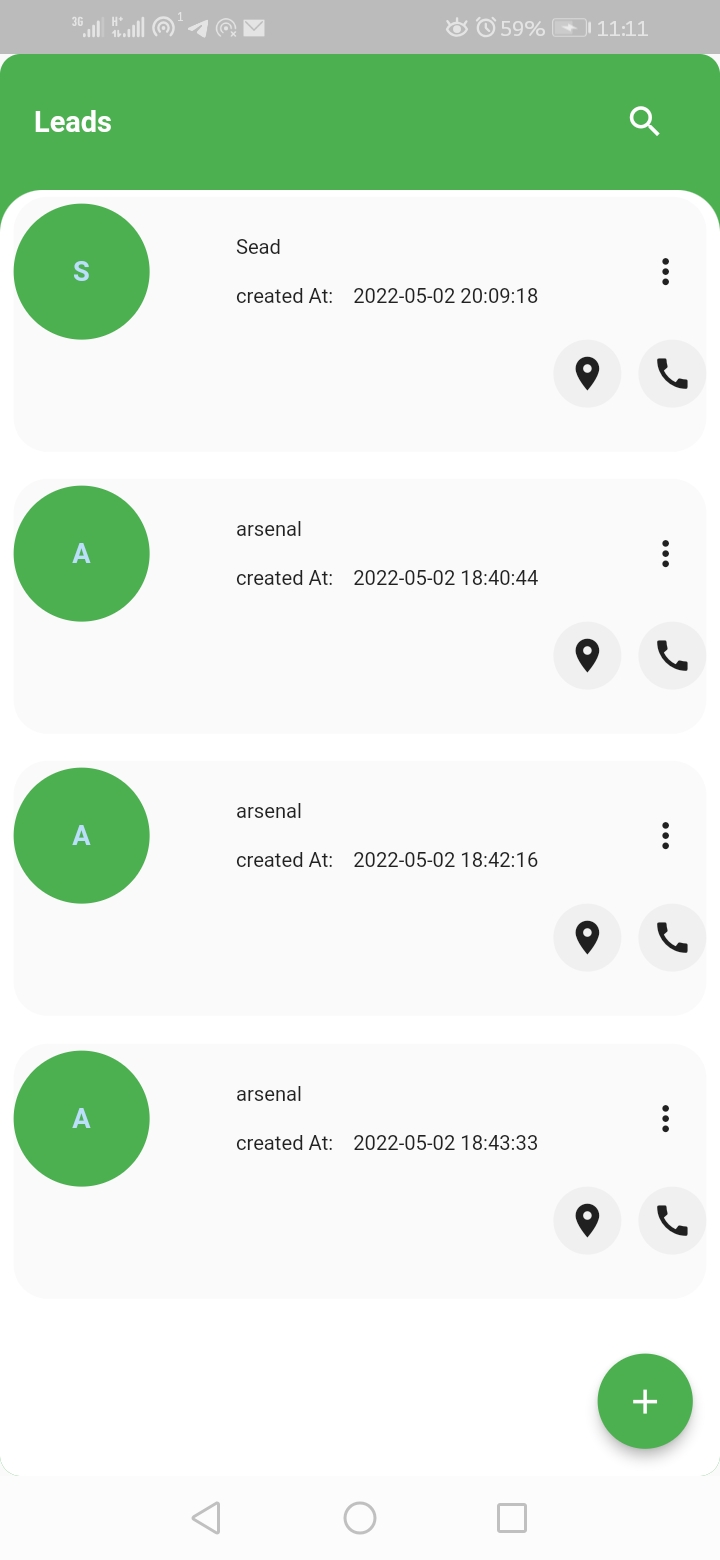 3G H+ 1 59% 11:11
Leads
S
Sead
created At: 2022-05-02 20:09:18
A
arsenal
created At: 2022-05-02 18:40:44
A
arsenal
created At: 2022-05-02 18:42:16
A
arsenal
created At: 2022-05-02 18:43:33